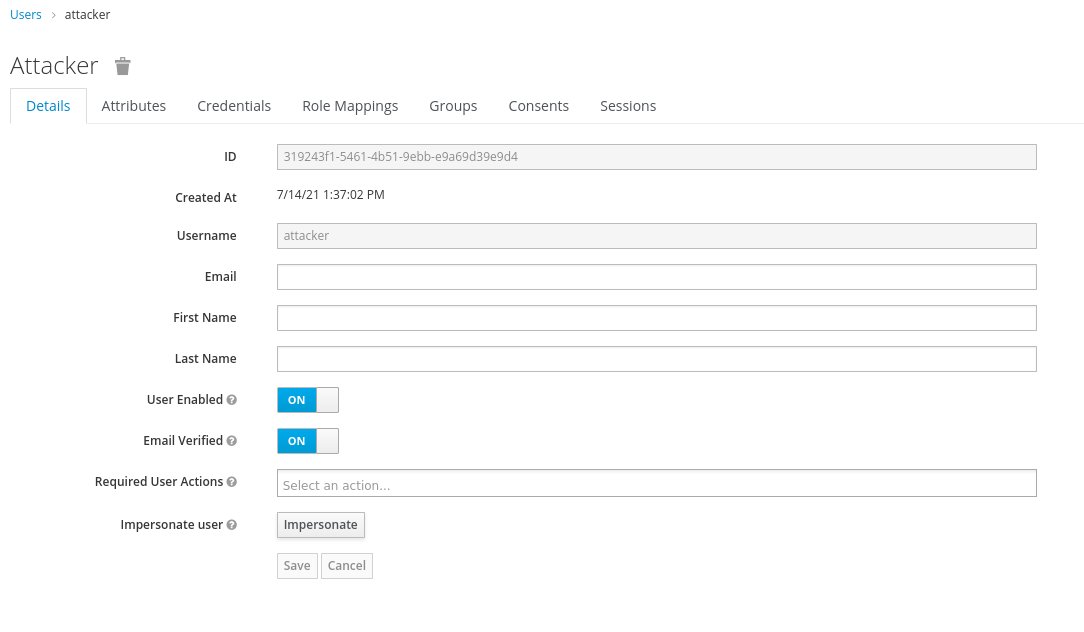 Users › attacker
Attacker
Details Attributes Credentials Role Mappings Groups Consents Sessions
ID 319243f1-5461-4b51-9ebb-e9a69d39e9d4
Created At 7/14/21 1:37:02 PM
Username attacker
Email
First Name
Last Name
User Enabled ? ON
Email Verified ? ON
Required User Actions ? Select an action...
Impersonate user ? Impersonate
Save Cancel